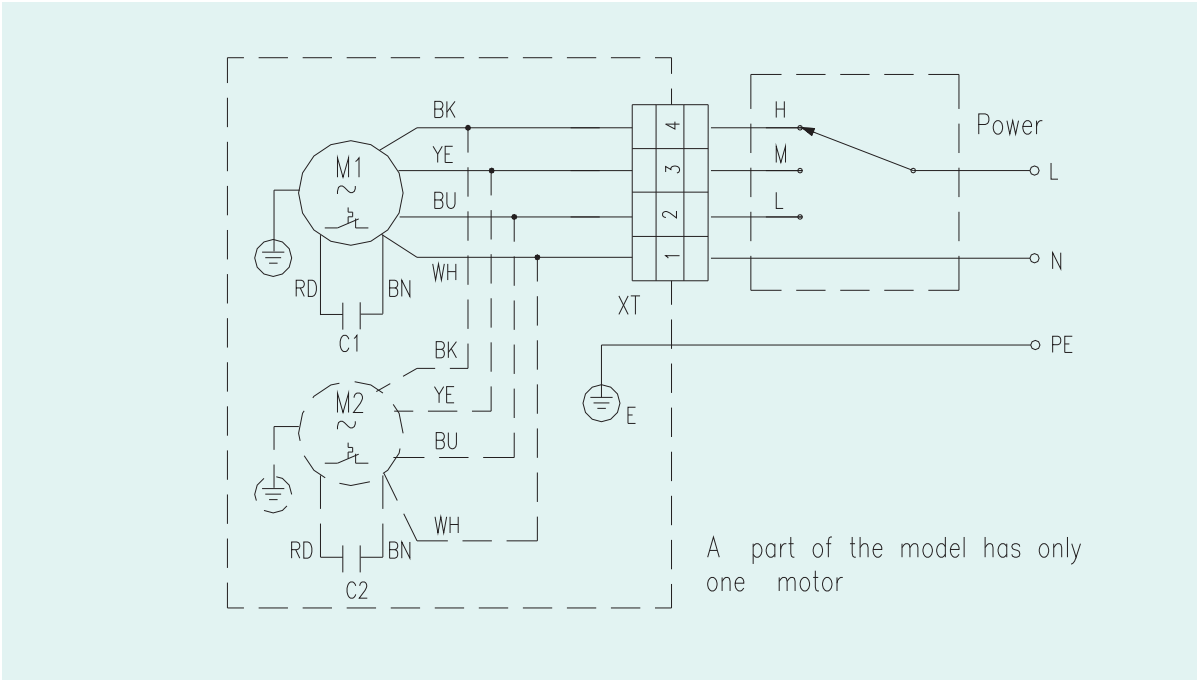 BK
H
Power
4
YE
M1
M
3
L
BU
L
2
WH
1
N
RD
BN
XT
C1
BK
PE
YE
M2
E
BU
WH
RD
BN
C2
A part of the model has only
one motor